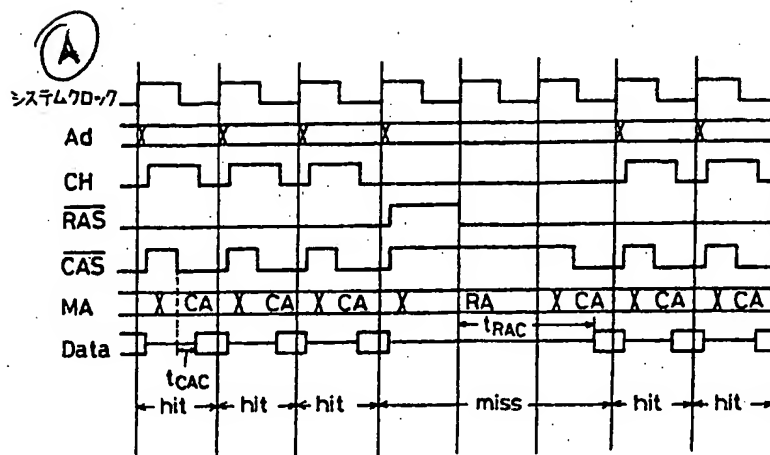 A
システムクロック
Ad
CH
RAS
CAS
MA CA CA CA RA CA CA CA
tRAC
Data
tCAC
hit hit hit miss hit hit